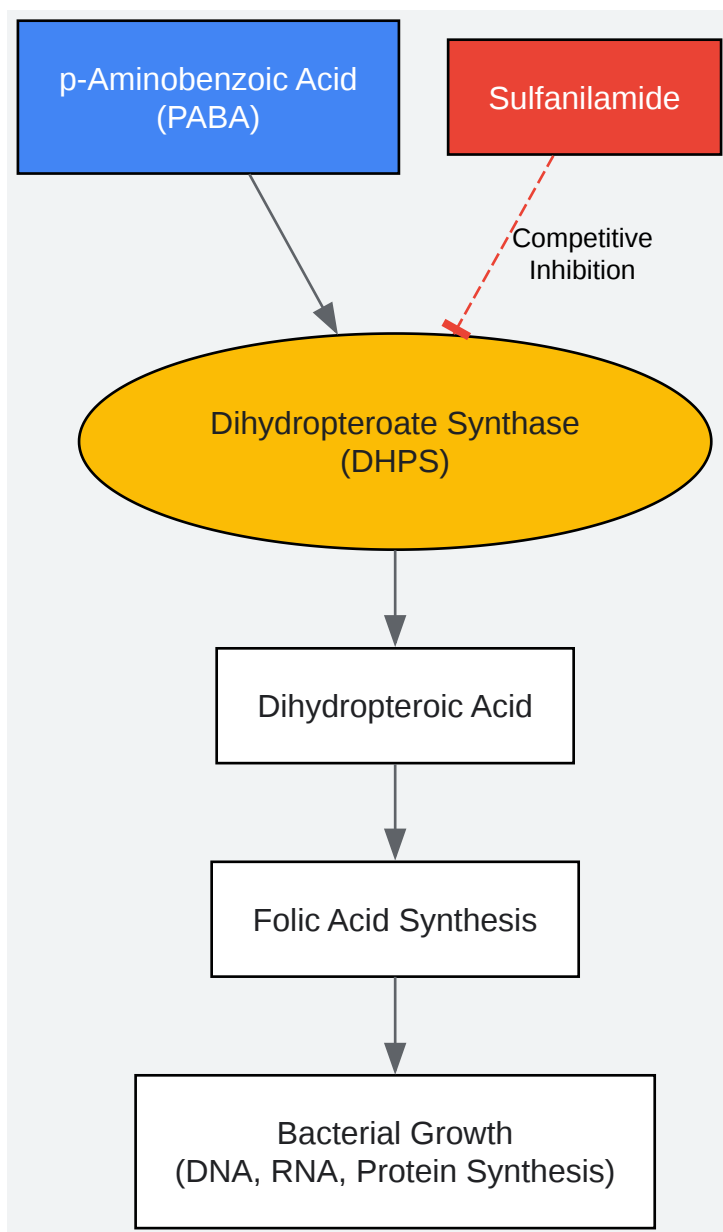 p-Aminobenzoic Acid
(PABA)
Sulfanilamide
Competitive
Inhibition
Dihydropteroate Synthase
(DHPS)
Dihydropteroic Acid
Folic Acid Synthesis
Bacterial Growth
(DNA, RNA, Protein Synthesis)